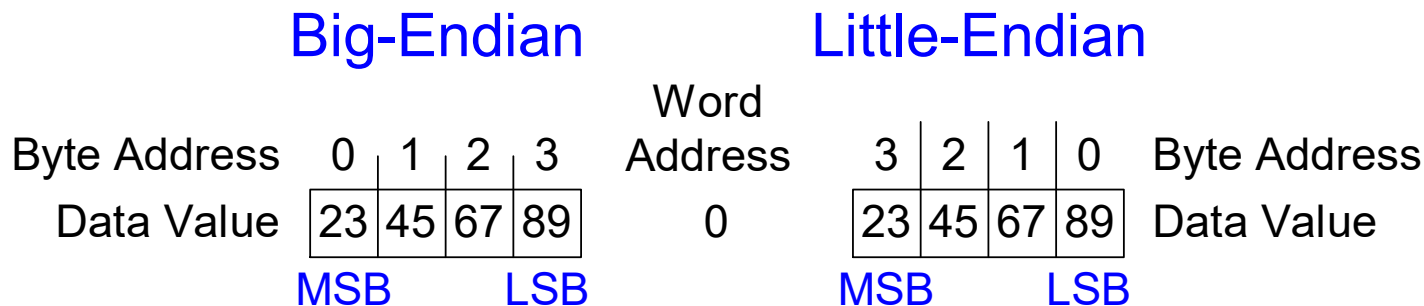 Big-Endian Little-Endian
Word
Byte Address 0 1 2 3 Address 3 2 1 0 Byte Address
Data Value 23 45 67 89 0 23 45 67 89 Data Value
MSB LSB MSB LSB